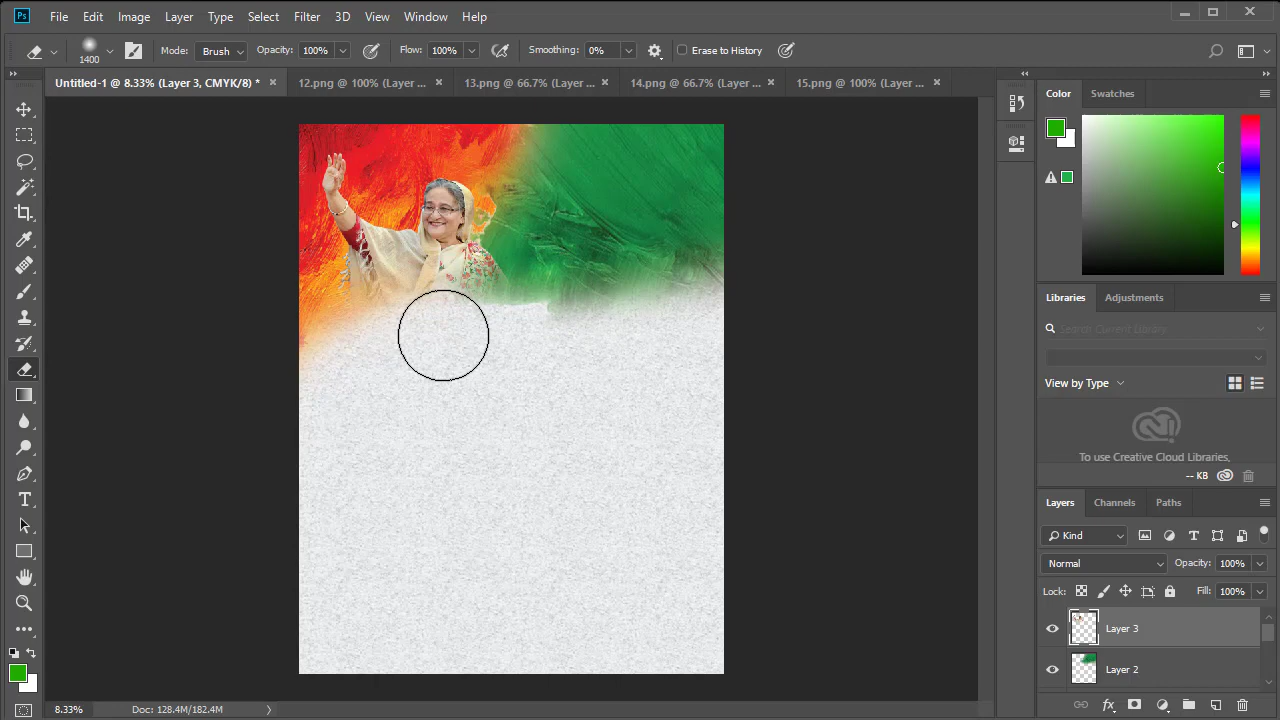 Ps File Edit Image Layer Type Select Filter 3D View Window Help
1400 Mode: Brush Opacity: 100% Flow: 100% Smoothing: 0% Erase to History
Untitled-1 @ 8.33% (Layer 3, CMYK/8) * × 12.png @ 100% (Layer ... × 13.png @ 66.7% (Layer ... × 14.png @ 66.7% (Layer ... × 15.png @ 100% (Layer ... ×
Color Swatches
Libraries Adjustments
Search Current Library
View by Type
To use Creative Cloud Libraries,
-- KB
Layers Channels Paths
Kind
Normal Opacity: 100%
Lock: Fill: 100%
Layer 3
Layer 2
8.33% Doc: 128.4M/182.4M